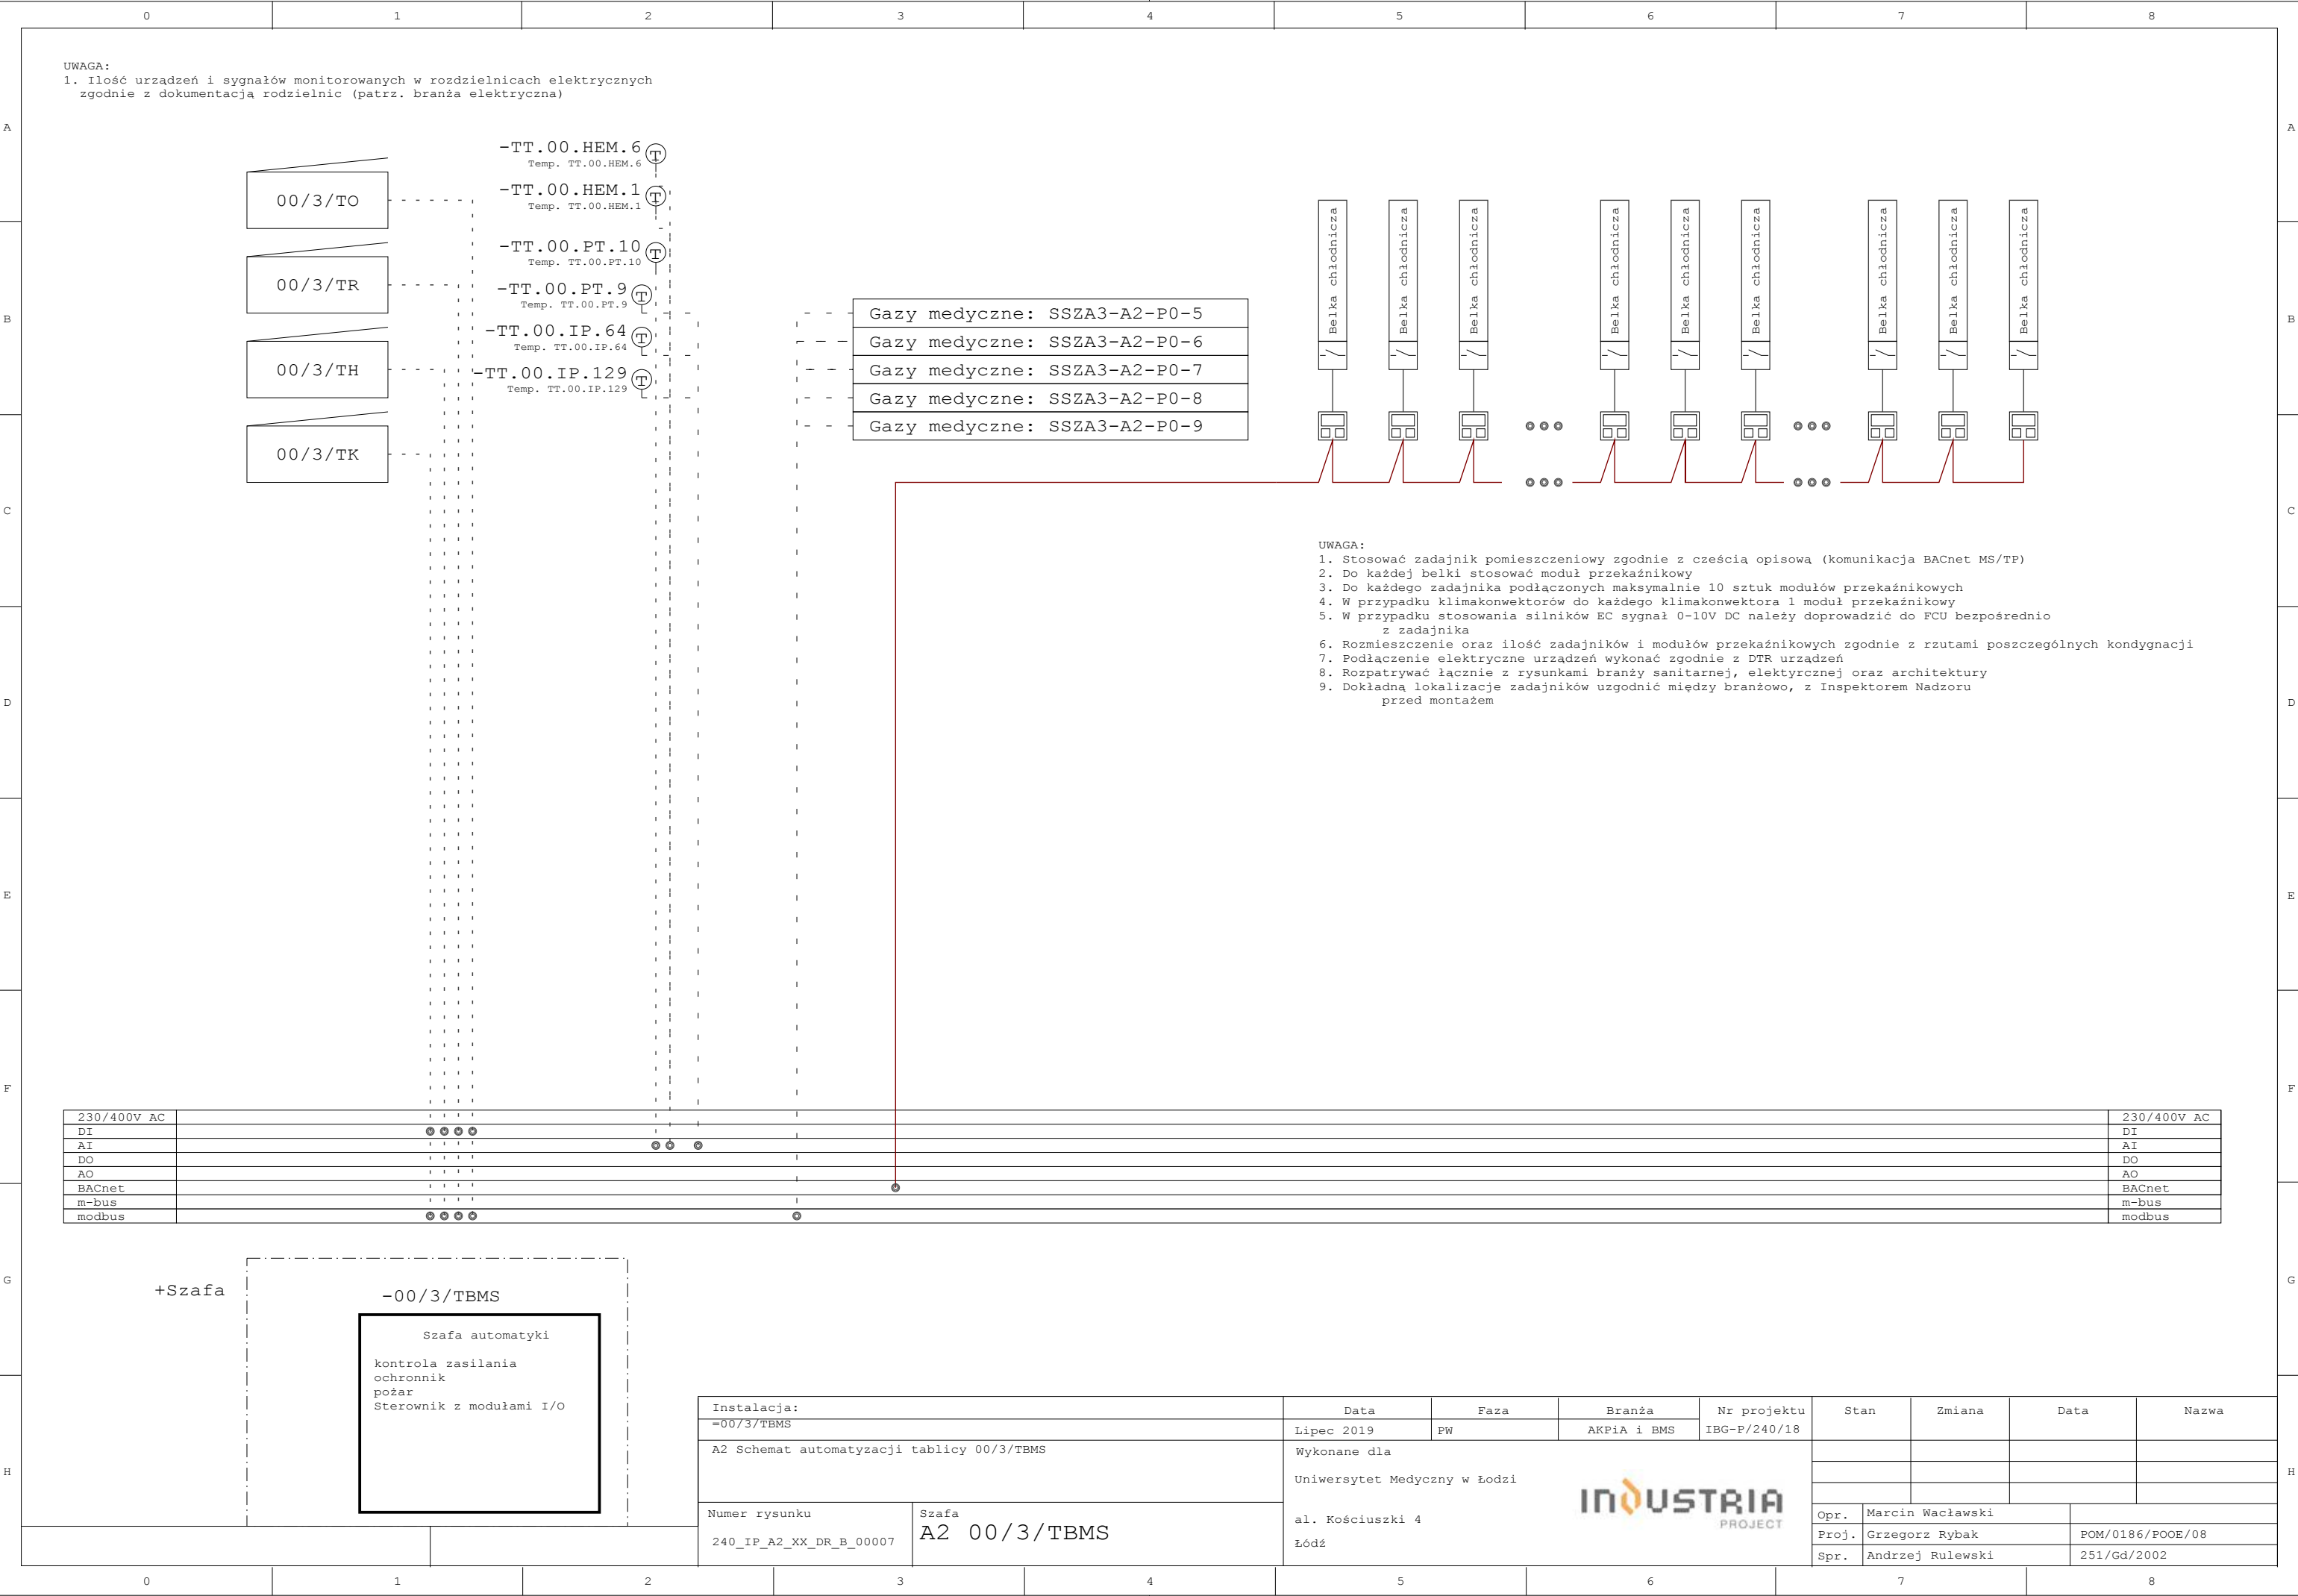 0 1 2 3 4 5 6 7 8
UWAGA:
1. Ilość urządzeń i sygnałów monitorowanych w rozdzielnicach elektrycznych
zgodnie z dokumentacją rodzielnic (patrz. branża elektryczna)
A A
-TT.00.HEM.6
Temp. TT.00.HEM.6
T
00/3/TO
-TT.00.HEM.1
Temp. TT.00.HEM.1
T
-TT.00.PT.10
Temp. TT.00.PT.10
T
00/3/TR
-TT.00.PT.9
Temp. TT.00.PT.9
T
B B
-TT.00.IP.64
Temp. TT.00.IP.64
T
00/3/TH
-TT.00.IP.129
Temp. TT.00.IP.129
T
00/3/TK
Gazy medyczne: SSZA3-A2-P0-5
Gazy medyczne: SSZA3-A2-P0-6
Gazy medyczne: SSZA3-A2-P0-7
Gazy medyczne: SSZA3-A2-P0-8
Gazy medyczne: SSZA3-A2-P0-9
Belka chłodnicza
Belka chłodnicza
Belka chłodnicza
Belka chłodnicza
Belka chłodnicza
Belka chłodnicza
Belka chłodnicza
Belka chłodnicza
Belka chłodnicza
C C
UWAGA:
1. Stosować zadajnik pomieszczeniowy zgodnie z cześcią opisową (komunikacja BACnet MS/TP)
2. Do każdej belki stosować moduł przekaźnikowy
3. Do każdego zadajnika podłączonych maksymalnie 10 sztuk modułów przekaźnikowych
4. W przypadku klimakonwektorów do każdego klimakonwektora 1 moduł przekaźnikowy
5. W przypadku stosowania silników EC sygnał 0-10V DC należy doprowadzić do FCU bezpośrednio
z zadajnika
6. Rozmieszczenie oraz ilość zadajników i modułów przekaźnikowych zgodnie z rzutami poszczególnych kondygnacji
7. Podłączenie elektryczne urządzeń wykonać zgodnie z DTR urządzeń
8. Rozpatrywać łącznie z rysunkami branży sanitarnej, elektyrcznej oraz architektury
9. Dokładną lokalizacje zadajników uzgodnić między branżowo, z Inspektorem Nadzoru
przed montażem
D D
E E
F F
230/400V AC 230/400V AC
DI DI
AI AI
DO DO
AO AO
BACnet BACnet
m-bus m-bus
modbus modbus
G G
+Szafa
-00/3/TBMS
Szafa automatyki
kontrola zasilania
ochronnik
pożar
Sterownik z modułami I/O
H H
Instalacja:
=00/3/TBMS
A2 Schemat automatyzacji tablicy 00/3/TBMS
Numer rysunku
240_IP_A2_XX_DR_B_00007
Szafa
A2 00/3/TBMS
Data Faza Branża Nr projektu
Lipec 2019 PW AKPiA i BMS IBG-P/240/18
Wykonane dla
Uniwersytet Medyczny w Łodzi
al. Kościuszki 4
Łódź
INDUSTRIA
PROJECT
Stan Zmiana Data Nazwa
Opr. Marcin Wacławski
Proj. Grzegorz Rybak POM/0186/POOE/08
Spr. Andrzej Rulewski 251/Gd/2002
0 1 2 3 4 5 6 7 8